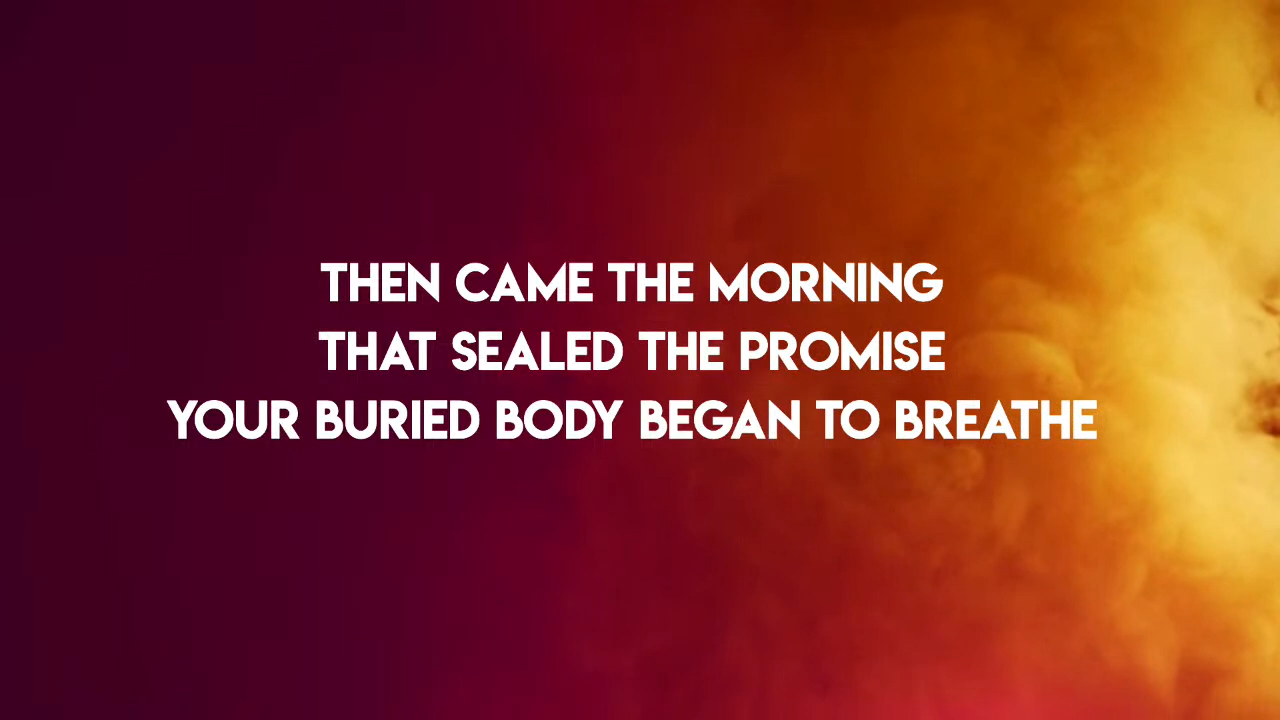 THEN CAME THE MORNING
THAT SEALED THE PROMISE
YOUR BURIED BODY BEGAN TO BREATHE